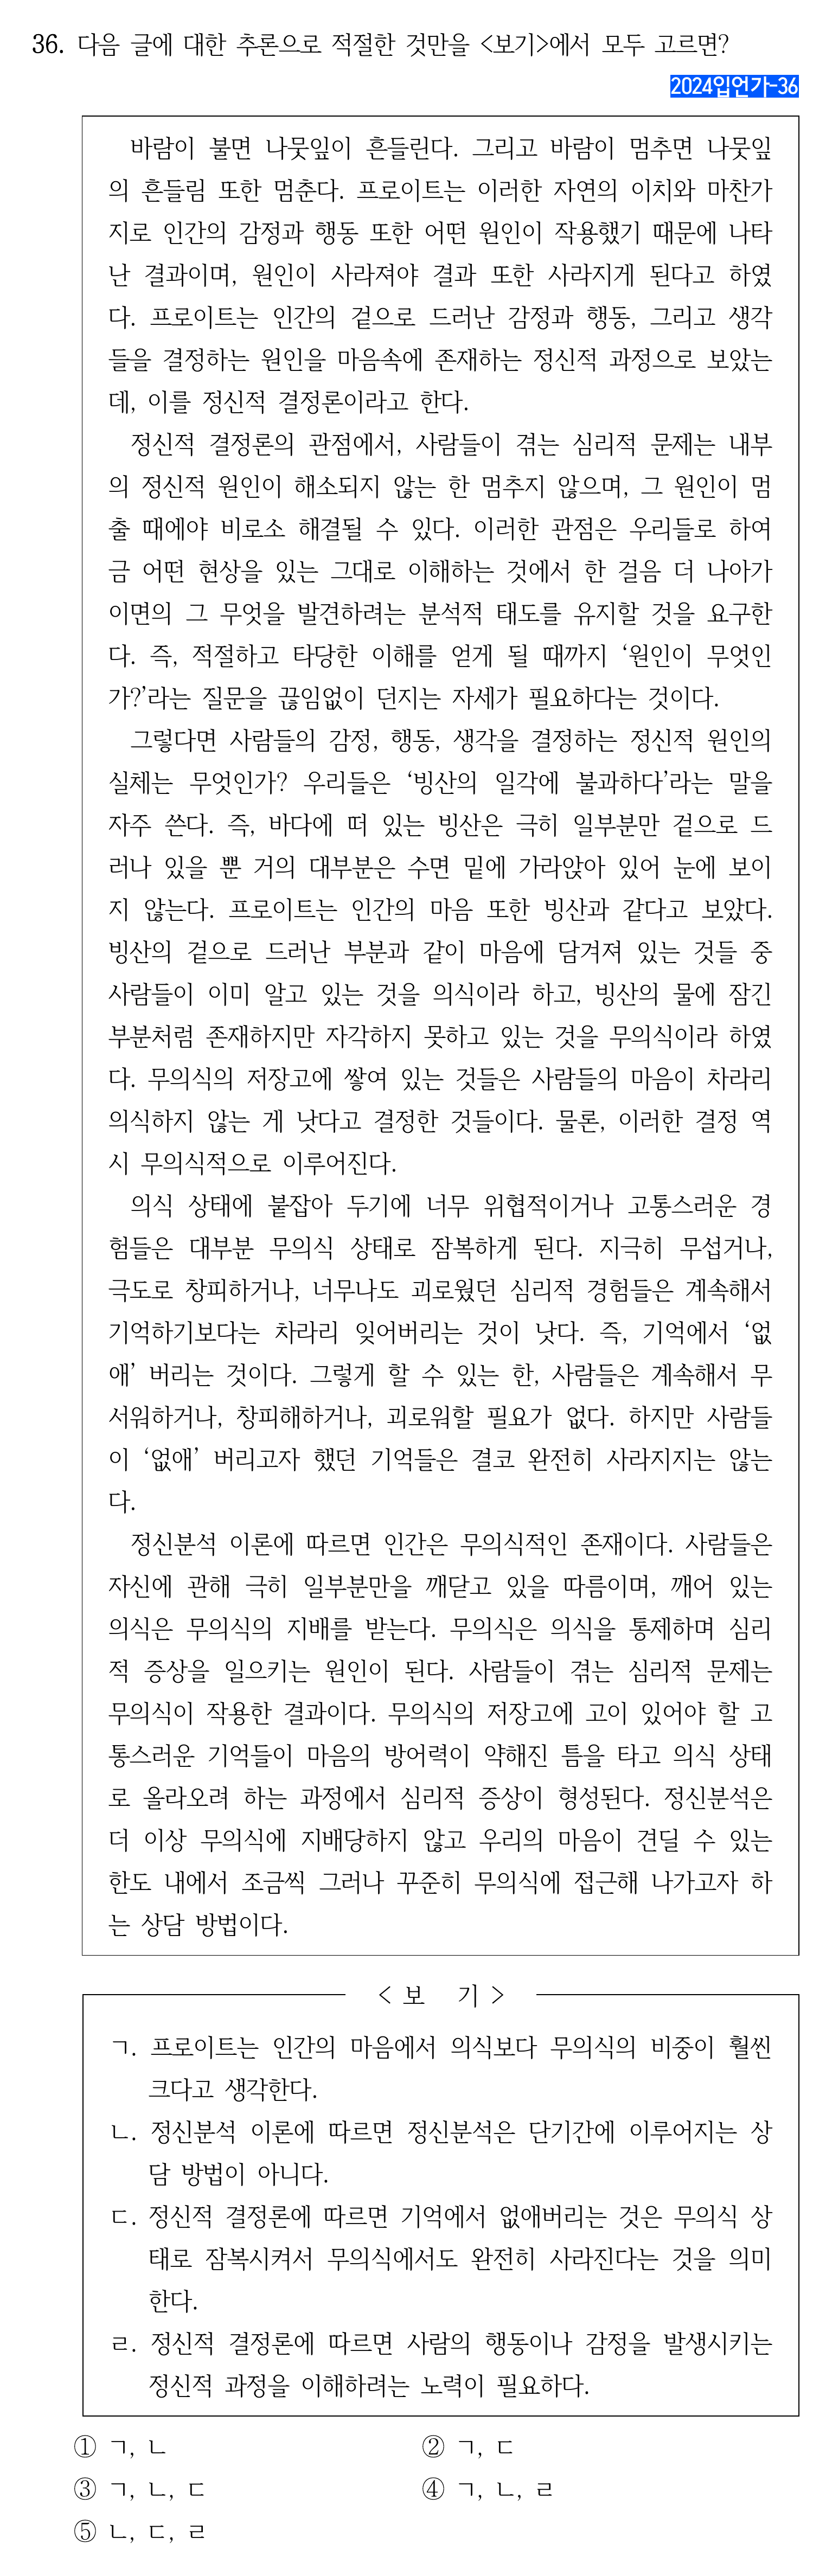 36. 다음 글에 대한 추론으로 적절한 것만을 <보기>에서 모두 고르면?
2024입언가-36
바람이 불면 나뭇잎이 흔들린다. 그리고 바람이 멈추면 나뭇잎
의 흔들림 또한 멈춘다. 프로이트는 이러한 자연의 이치와 마찬가
지로 인간의 감정과 행동 또한 어떤 원인이 작용했기 때문에 나타
난 결과이며, 원인이 사라져야 결과 또한 사라지게 된다고 하였
다. 프로이트는 인간의 겉으로 드러난 감정과 행동, 그리고 생각
들을 결정하는 원인을 마음속에 존재하는 정신적 과정으로 보았는
데, 이를 정신적 결정론이라고 한다.
정신적 결정론의 관점에서, 사람들이 겪는 심리적 문제는 내부
의 정신적 원인이 해소되지 않는 한 멈추지 않으며, 그 원인이 멈
출 때에야 비로소 해결될 수 있다. 이러한 관점은 우리들로 하여
금 어떤 현상을 있는 그대로 이해하는 것에서 한 걸음 더 나아가
이면의 그 무엇을 발견하려는 분석적 태도를 유지할 것을 요구한
다. 즉, 적절하고 타당한 이해를 얻게 될 때까지 ‘원인이 무엇인
가?’라는 질문을 끊임없이 던지는 자세가 필요하다는 것이다.
그렇다면 사람들의 감정, 행동, 생각을 결정하는 정신적 원인의
실체는 무엇인가? 우리들은 ‘빙산의 일각에 불과하다’라는 말을
자주 쓴다. 즉, 바다에 떠 있는 빙산은 극히 일부분만 겉으로 드
러나 있을 뿐 거의 대부분은 수면 밑에 가라앉아 있어 눈에 보이
지 않는다. 프로이트는 인간의 마음 또한 빙산과 같다고 보았다.
빙산의 겉으로 드러난 부분과 같이 마음에 담겨져 있는 것들 중
사람들이 이미 알고 있는 것을 의식이라 하고, 빙산의 물에 잠긴
부분처럼 존재하지만 자각하지 못하고 있는 것을 무의식이라 하였
다. 무의식의 저장고에 쌓여 있는 것들은 사람들의 마음이 차라리
의식하지 않는 게 낫다고 결정한 것들이다. 물론, 이러한 결정 역
시 무의식적으로 이루어진다.
의식 상태에 붙잡아 두기에 너무 위협적이거나 고통스러운 경
험들은 대부분 무의식 상태로 잠복하게 된다. 지극히 무섭거나,
극도로 창피하거나, 너무나도 괴로웠던 심리적 경험들은 계속해서
기억하기보다는 차라리 잊어버리는 것이 낫다. 즉, 기억에서 ‘없
애’ 버리는 것이다. 그렇게 할 수 있는 한, 사람들은 계속해서 무
서워하거나, 창피해하거나, 괴로워할 필요가 없다. 하지만 사람들
이 ‘없애’ 버리고자 했던 기억들은 결코 완전히 사라지지는 않는
다.
정신분석 이론에 따르면 인간은 무의식적인 존재이다. 사람들은
자신에 관해 극히 일부분만을 깨닫고 있을 따름이며, 깨어 있는
의식은 무의식의 지배를 받는다. 무의식은 의식을 통제하며 심리
적 증상을 일으키는 원인이 된다. 사람들이 겪는 심리적 문제는
무의식이 작용한 결과이다. 무의식의 저장고에 고이 있어야 할 고
통스러운 기억들이 마음의 방어력이 약해진 틈을 타고 의식 상태
로 올라오려 하는 과정에서 심리적 증상이 형성된다. 정신분석은
더 이상 무의식에 지배당하지 않고 우리의 마음이 견딜 수 있는
한도 내에서 조금씩 그러나 꾸준히 무의식에 접근해 나가고자 하
는 상담 방법이다.
<보 기>
ㄱ. 프로이트는 인간의 마음에서 의식보다 무의식의 비중이 훨씬
크다고 생각한다.
ㄴ. 정신분석 이론에 따르면 정신분석은 단기간에 이루어지는 상
담 방법이 아니다.
ㄷ. 정신적 결정론에 따르면 기억에서 없애버리는 것은 무의식 상
태로 잠복시켜서 무의식에서도 완전히 사라진다는 것을 의미
한다.
ㄹ. 정신적 결정론에 따르면 사람의 행동이나 감정을 발생시키는
정신적 과정을 이해하려는 노력이 필요하다.
① ㄱ, ㄴ ② ㄱ, ㄷ
③ ㄱ, ㄴ, ㄷ ④ ㄱ, ㄴ, ㄹ
⑤ ㄴ, ㄷ, ㄹ